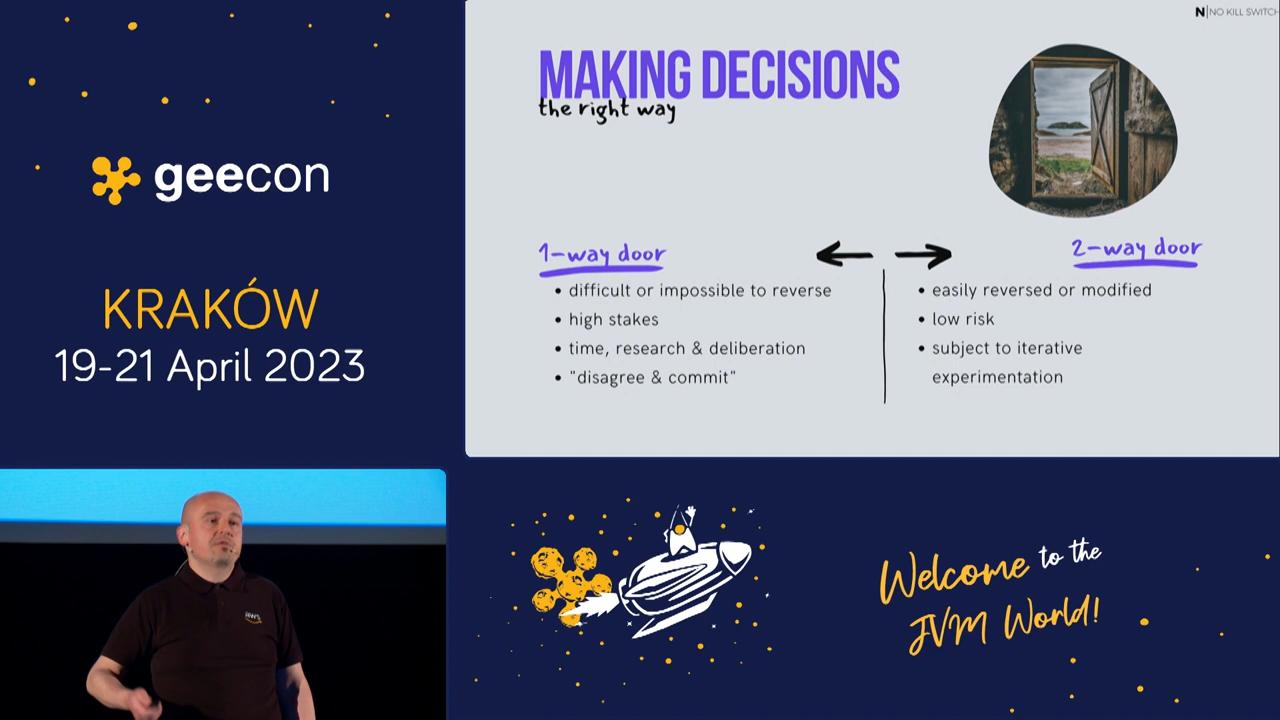 geecon
KRAKÓW
19-21 April 2023
NO KILL SWITCH
MAKING DECISIONS
the right way
1-way door
difficult or impossible to reverse
high stakes
time, research & deliberation
"disagree & commit"
2-way door
easily reversed or modified
low risk
subject to iterative
experimentation
aws
Welcome to the
JVM World!